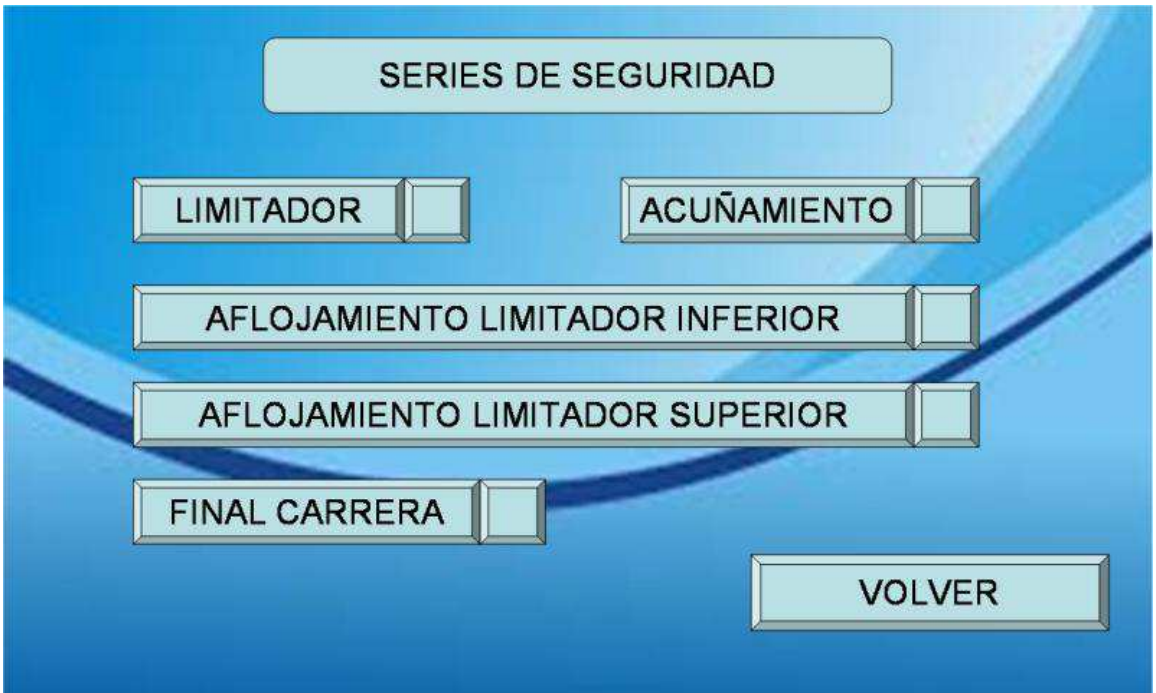 SERIES DE SEGURIDAD
LIMITADOR
ACUÑAMIENTO
AFLOJAMIENTO LIMITADOR INFERIOR
AFLOJAMIENTO LIMITADOR SUPERIOR
FINAL CARRERA
VOLVER